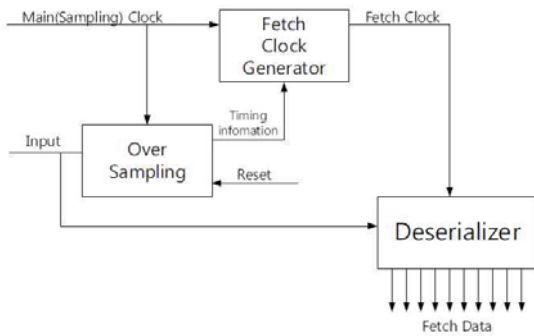 Main(Sampling) Clock
Fetch
Clock
Generator
Fetch Clock
Timing
infomation
Input
Over
Sampling
Reset
Deserializer
Fetch Data